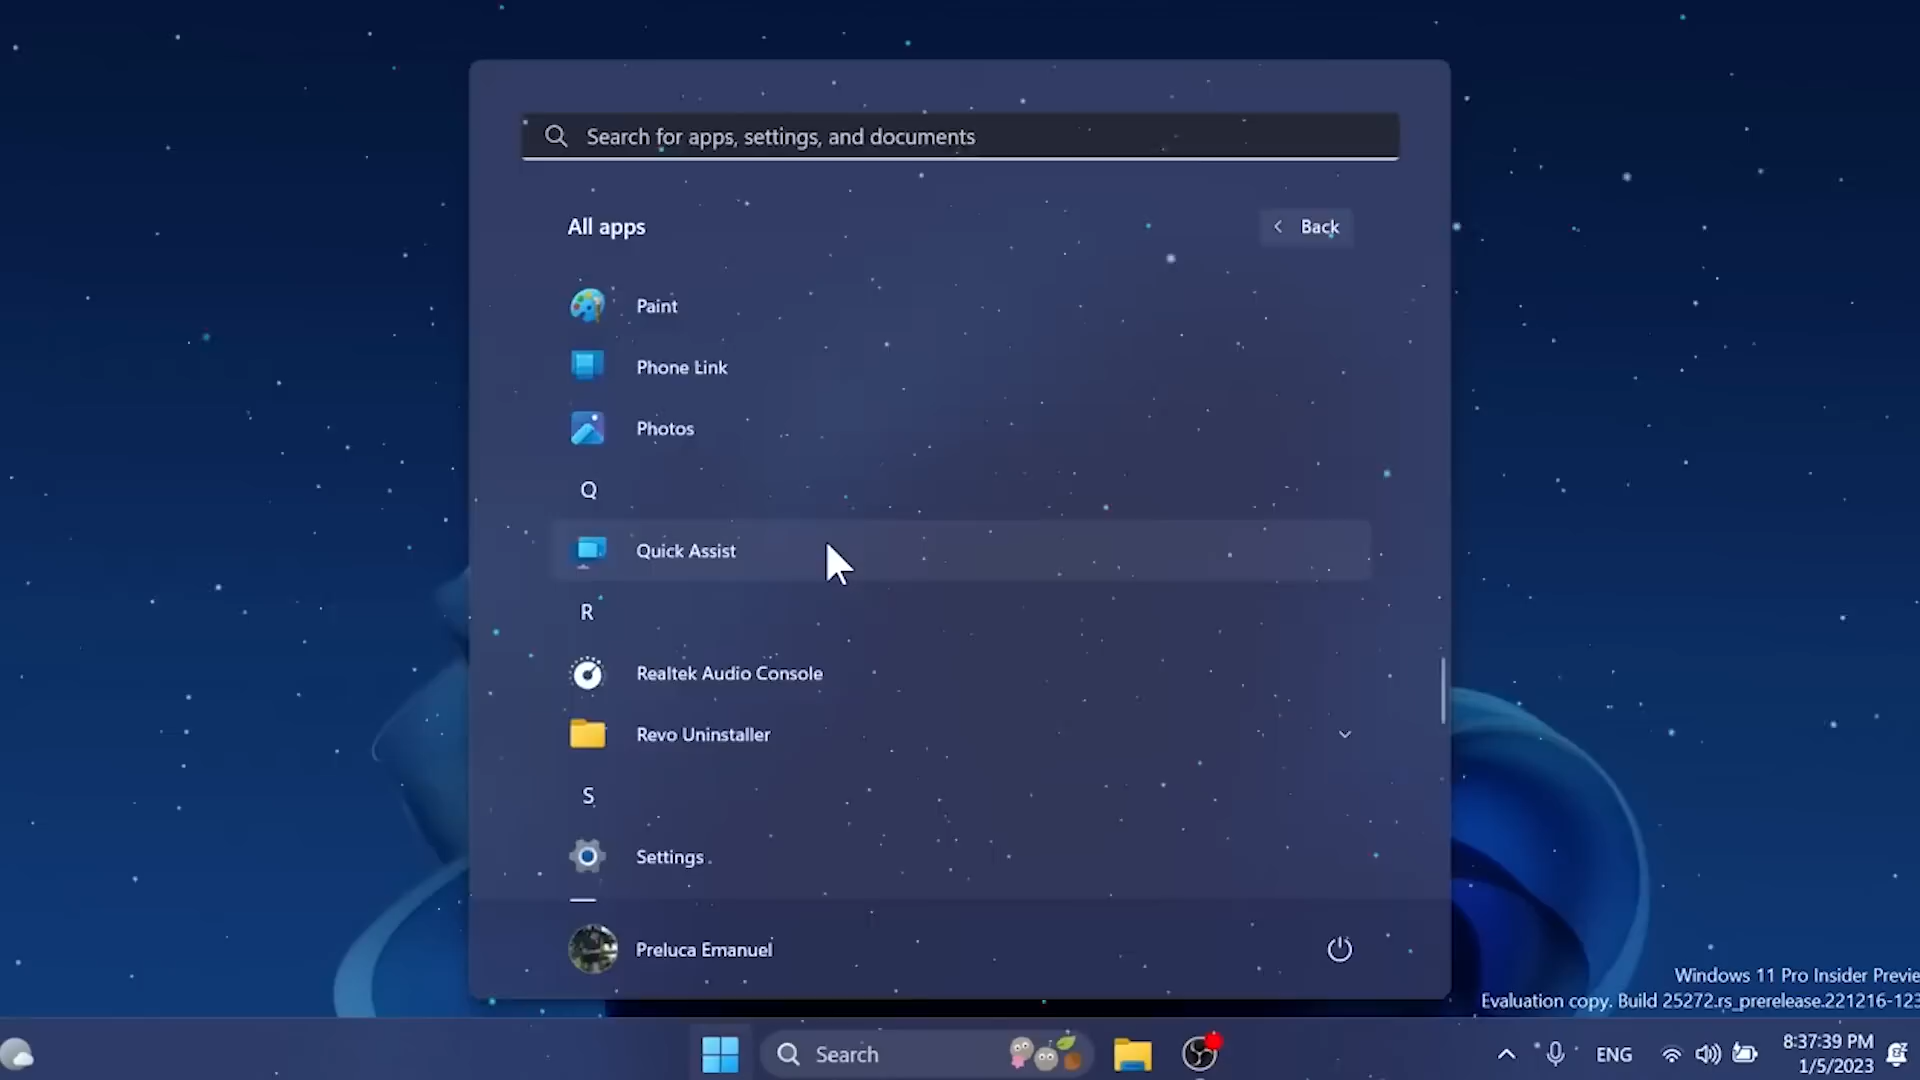 Search for apps, settings, and documents
All apps
Back
Paint
Phone Link
Photos
Q
Quick Assist
R
Realtek Audio Console
Revo Uninstaller
S
Settings
Preluca Emanuel
Windows 11 Pro Insider Previe
Evaluation copy. Build 25272.rs_prerelease.221216-123
Search
ENG
8:37:39 PM
1/5/2023